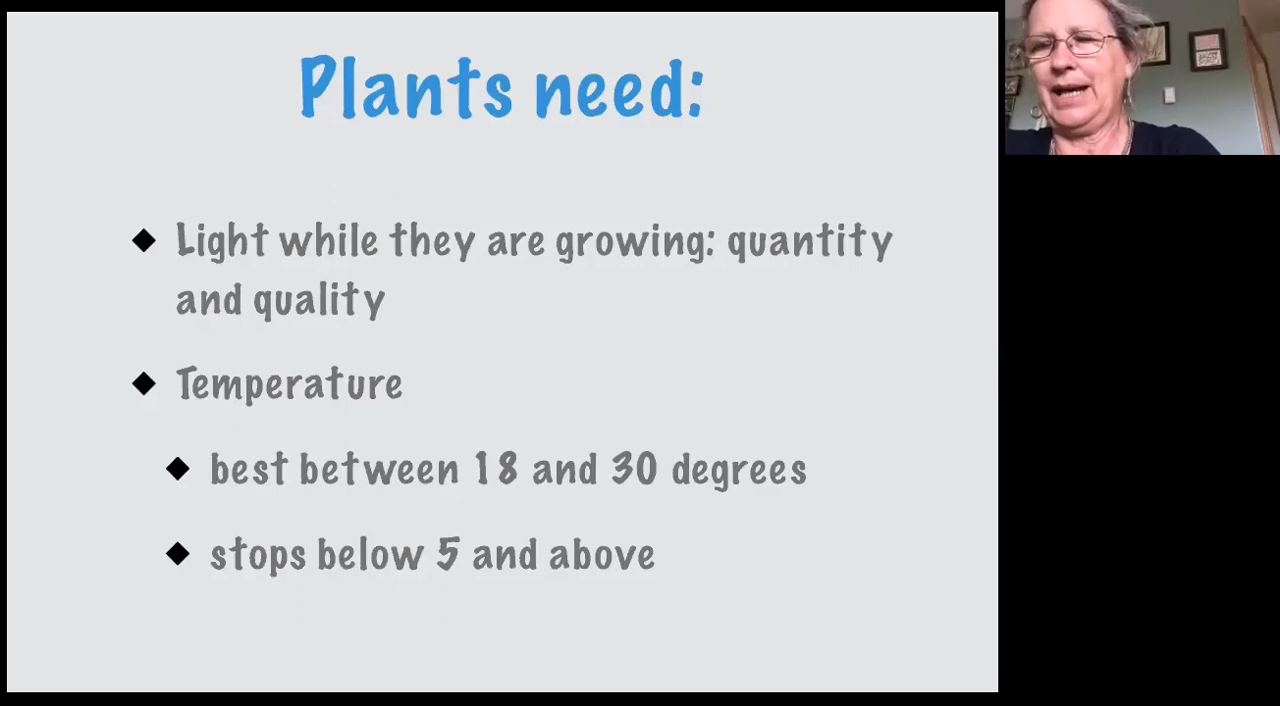 Plants need:
Light while they are growing: quantity
and quality
Temperature
best between 18 and 30 degrees
stops below 5 and above